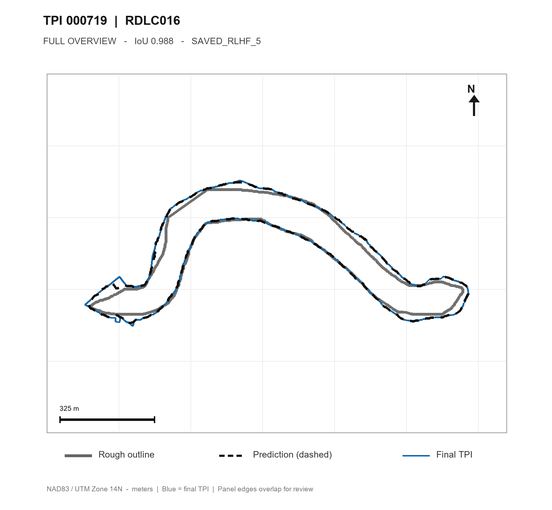 TPI 000719 | RDLC016
FULL OVERVIEW - IoU 0.988 - SAVED_RLHF_5
N
325 m
Rough outline
Prediction (dashed)
Final TPI
NAD83 / UTM Zone 14N - meters | Blue = final TPI | Panel edges overlap for review